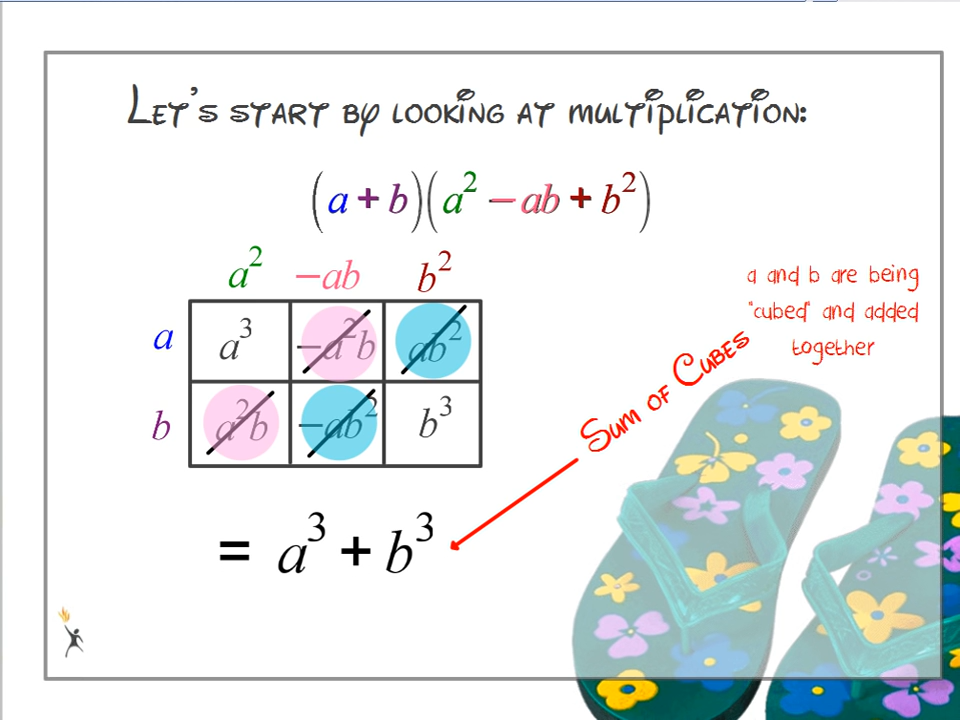 Let's start by looking at multiplication:
(a + b)(a² − ab + b²)
a² −ab b²
a a³ −a²b ab²
b a²b −ab² b³
= a³ + b³
Sum of Cubes
a and b are being
"cubed" and added
together